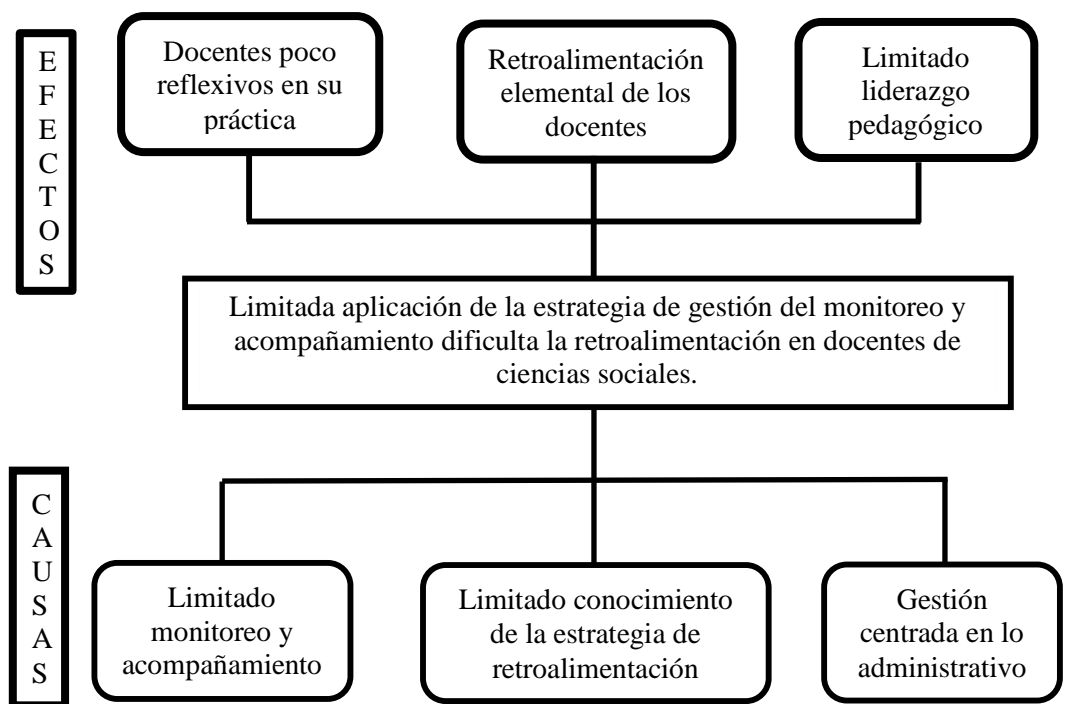 EFECTOS
Docentes poco
reflexivos en su
práctica
Retroalimentación
elemental de los
docentes
Limitado
liderazgo
pedagógico
Limitada aplicación de la estrategia de gestión del monitoreo y
acompañamiento dificulta la retroalimentación en docentes de
ciencias sociales.
CAUSAS
Limitado
monitoreo y
acompañamiento
Limitado conocimiento
de la estrategia de
retroalimentación
Gestión
centrada en lo
administrativo